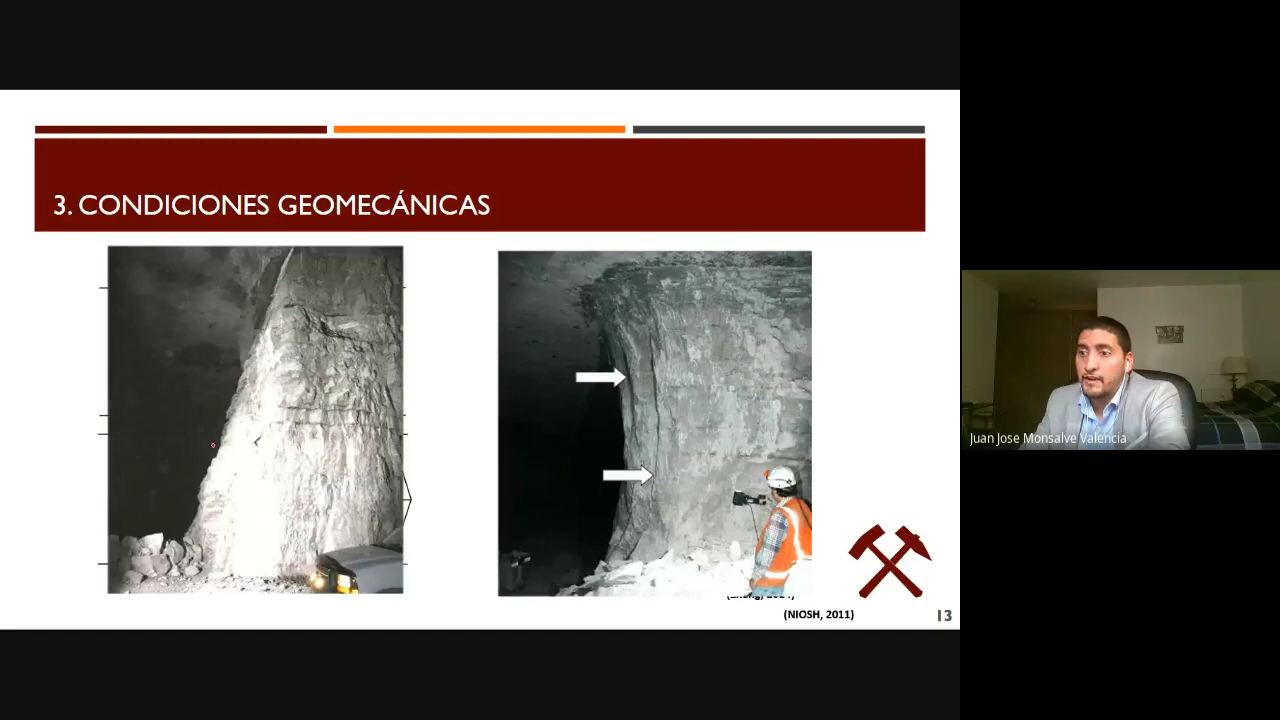 3. CONDICIONES GEOMECÁNICAS
(NIOSH, 2011)
13
Juan Jose Monsalve Valencia